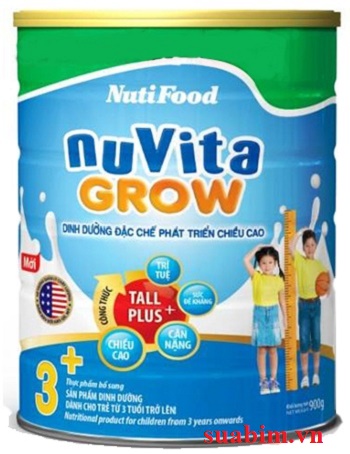 NutiFood
nuVita
GROW
DINH DƯỠNG ĐẶC CHẾ PHÁT TRIỂN CHIỀU CAO
Mới
CÔNG THỨC
TRÍ TUỆ
SỨC ĐỀ KHÁNG
TALL PLUS+
CÂN NẶNG
CHIỀU CAO
3+
Thực phẩm bổ sung
SẢN PHẨM DINH DƯỠNG
DÀNH CHO TRẺ TỪ 3 TUỔI TRỞ LÊN
Nutritional product for children from 3 years onwards
900g
suabim.vn